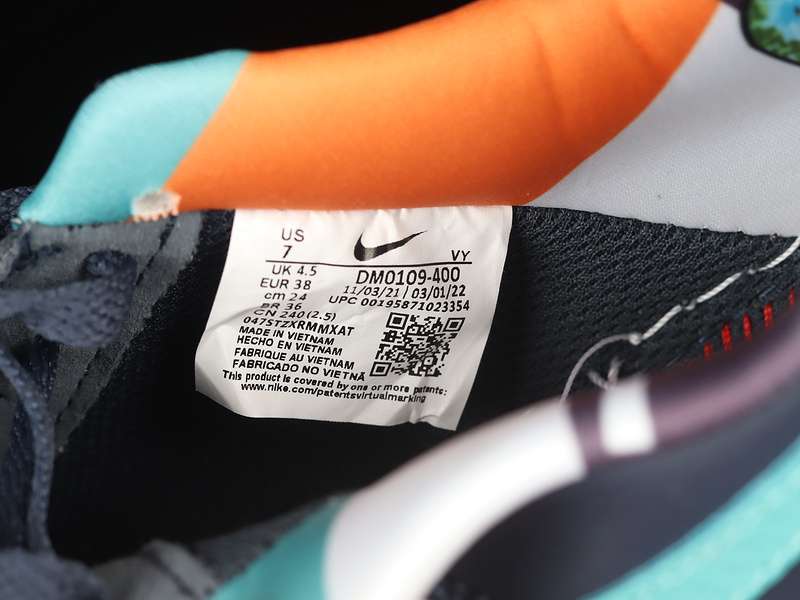 US
7
VY
UK 4.5
EUR 38
cm 24
BR 36
CN 240(2.5)
DM0109-400
11/03/21 | 03/01/22
UPC 00195871023354
047STZXRMMXAT
MADE IN VIETNAM
HECHO EN VIETNAM
FABRIQUE AU VIETNAM
FABRICADO NO VIETNÃ
This product is covered by one or more patents:
www.nike.com/patentsvirtualmarking